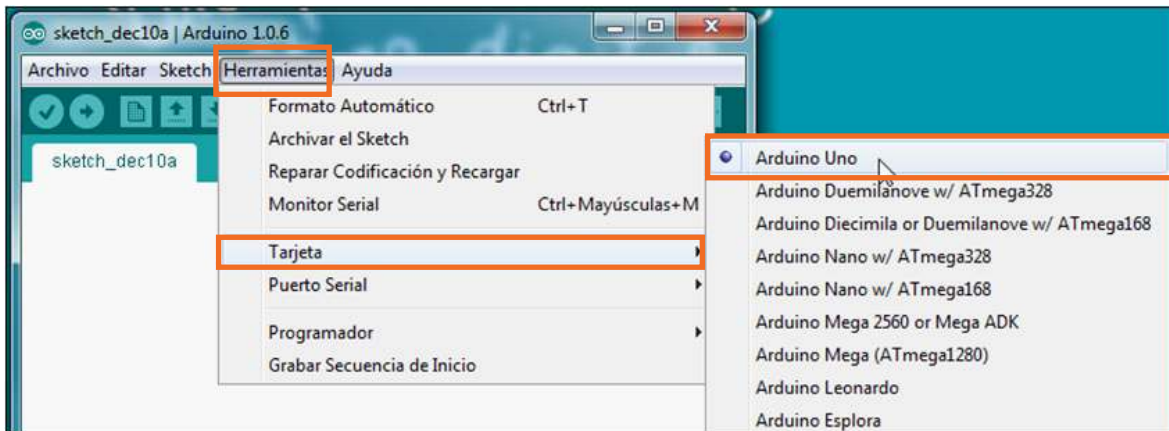 sketch_dec10a | Arduino 1.0.6
Archivo Editar Sketch Herramientas Ayuda
sketch_dec10a
Formato Automático Ctrl+T
Archivar el Sketch
Reparar Codificación y Recargar
Monitor Serial Ctrl+Mayúsculas+M
Tarjeta
Puerto Serial
Programador
Grabar Secuencia de Inicio
Arduino Uno
Arduino Duemilanove w/ ATmega328
Arduino Diecimila or Duemilanove w/ ATmega168
Arduino Nano w/ ATmega328
Arduino Nano w/ ATmega168
Arduino Mega 2560 or Mega ADK
Arduino Mega (ATmega1280)
Arduino Leonardo
Arduino Esplora